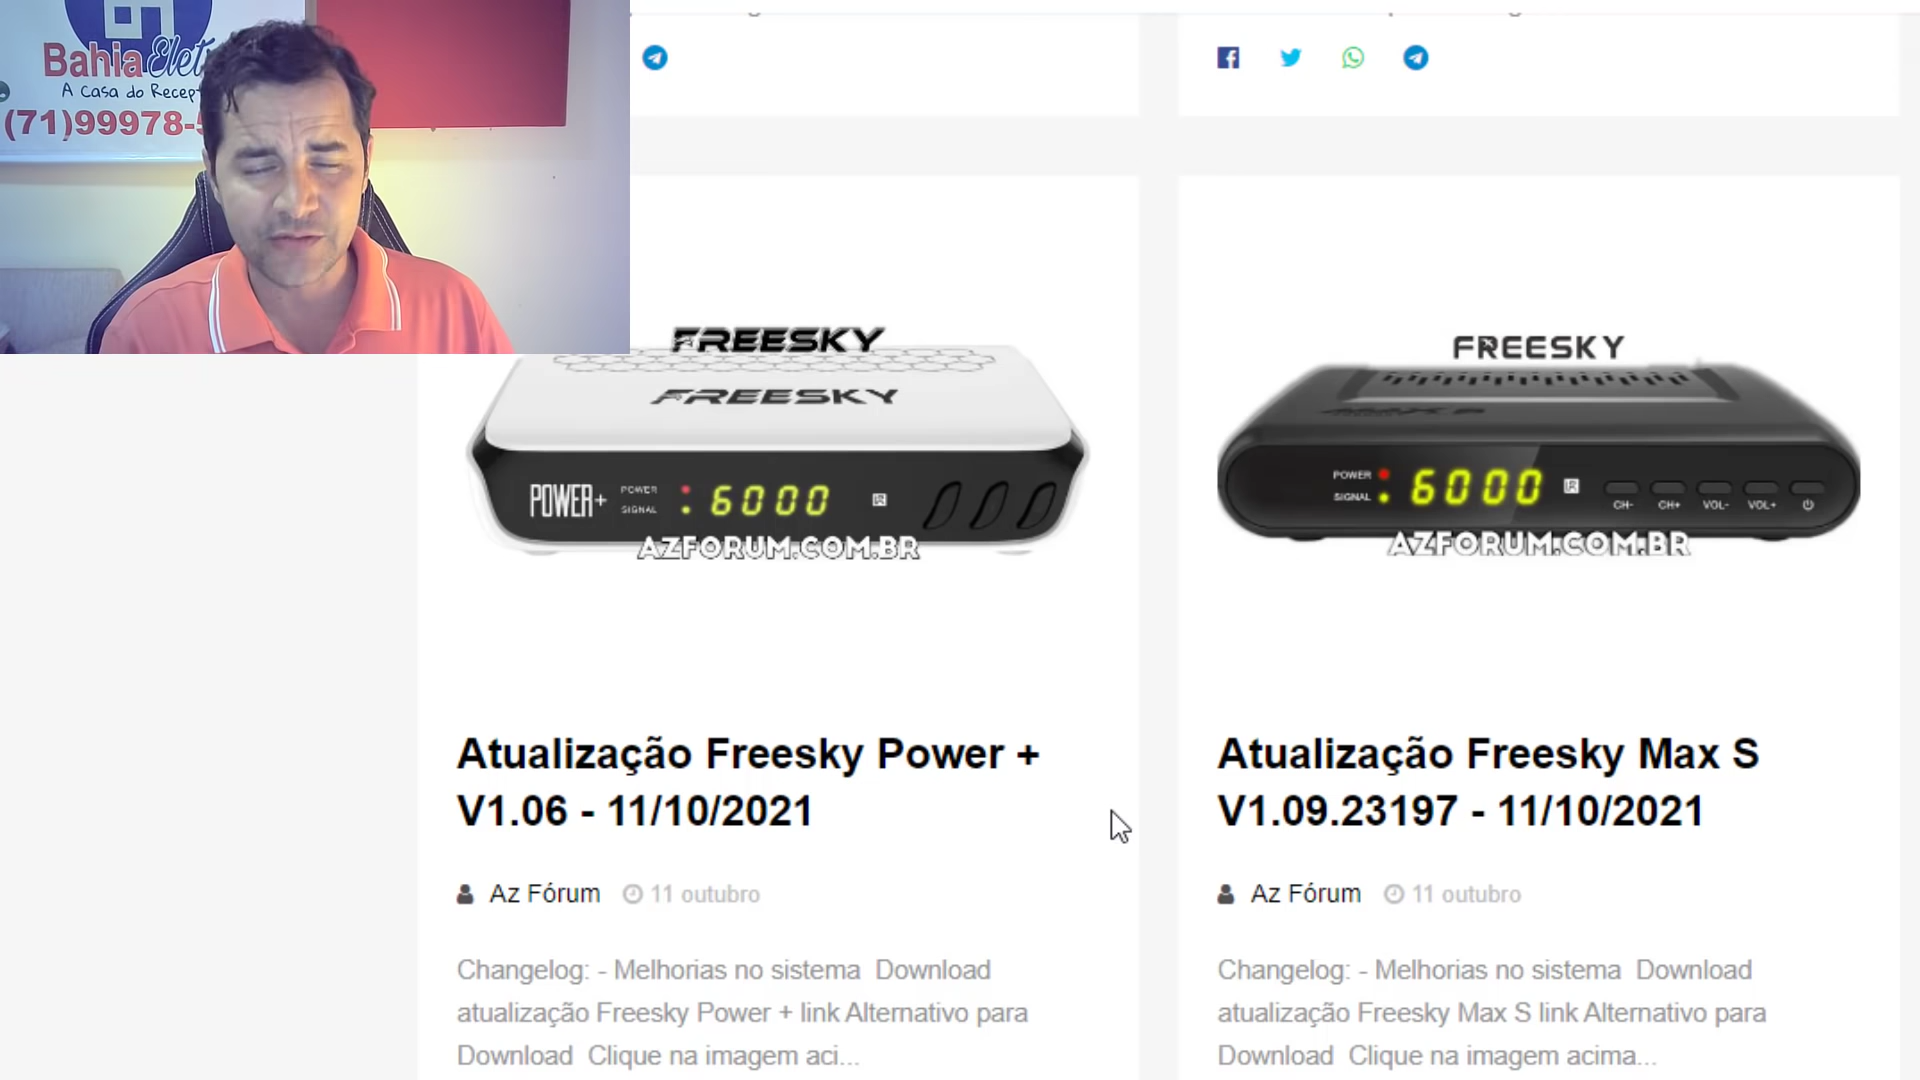 Bahia Elet
A Casa do Recept
(71)99978-
FREESKY
FREESKY
POWER+
POWER
SIGNAL
6000
AZFORUM.COM.BR
FREESKY
MAX S
POWER
SIGNAL
6000
CH- CH+ VOL- VOL+
AZFORUM.COM.BR
Atualização Freesky Power +
V1.06 - 11/10/2021
Az Fórum 11 outubro
Changelog: - Melhorias no sistema Download
atualização Freesky Power + link Alternativo para
Download Clique na imagem aci...
Atualização Freesky Max S
V1.09.23197 - 11/10/2021
Az Fórum 11 outubro
Changelog: - Melhorias no sistema Download
atualização Freesky Max S link Alternativo para
Download Clique na imagem acima...